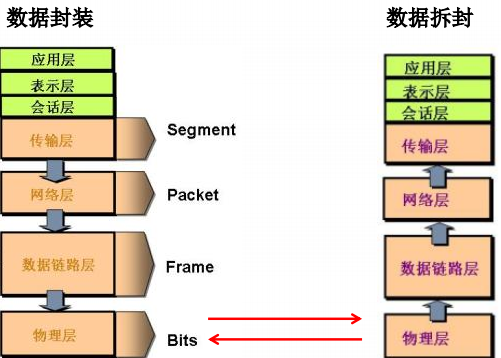 数据封装
应用层
表示层
会话层
传输层
Segment
网络层
Packet
数据链路层
Frame
物理层
Bits
数据拆封
应用层
表示层
会话层
传输层
网络层
数据链路层
物理层